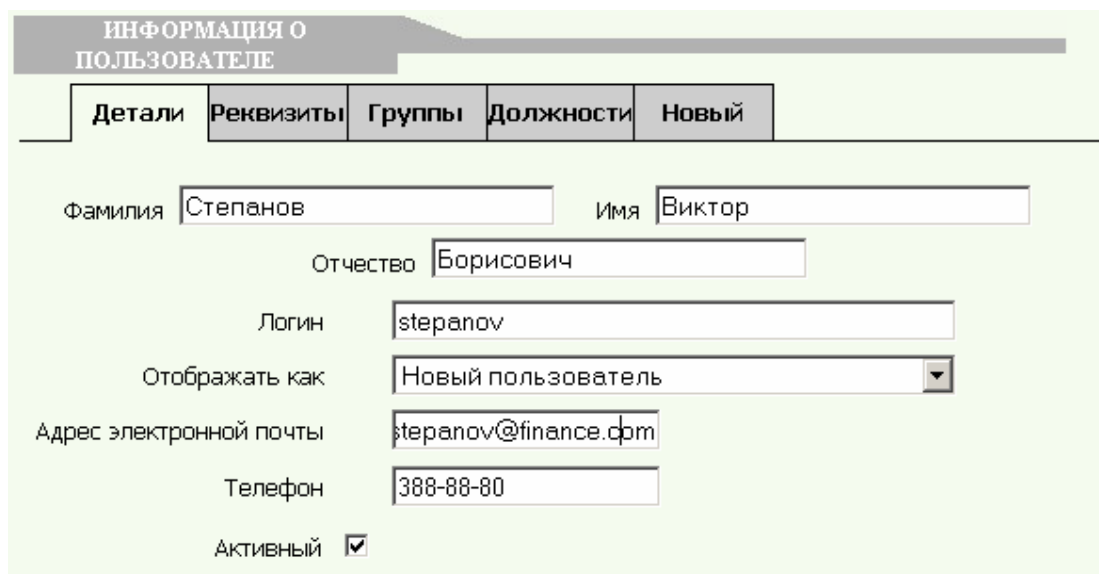 ИНФОРМАЦИЯ О
ПОЛЬЗОВАТЕЛЕ
Детали Реквизиты Группы Должности Новый
Фамилия Степанов Имя Виктор
Отчество Борисович
Логин stepanov
Отображать как Новый пользователь
Адрес электронной почты stepanov@finance.com
Телефон 388-88-80
Активный